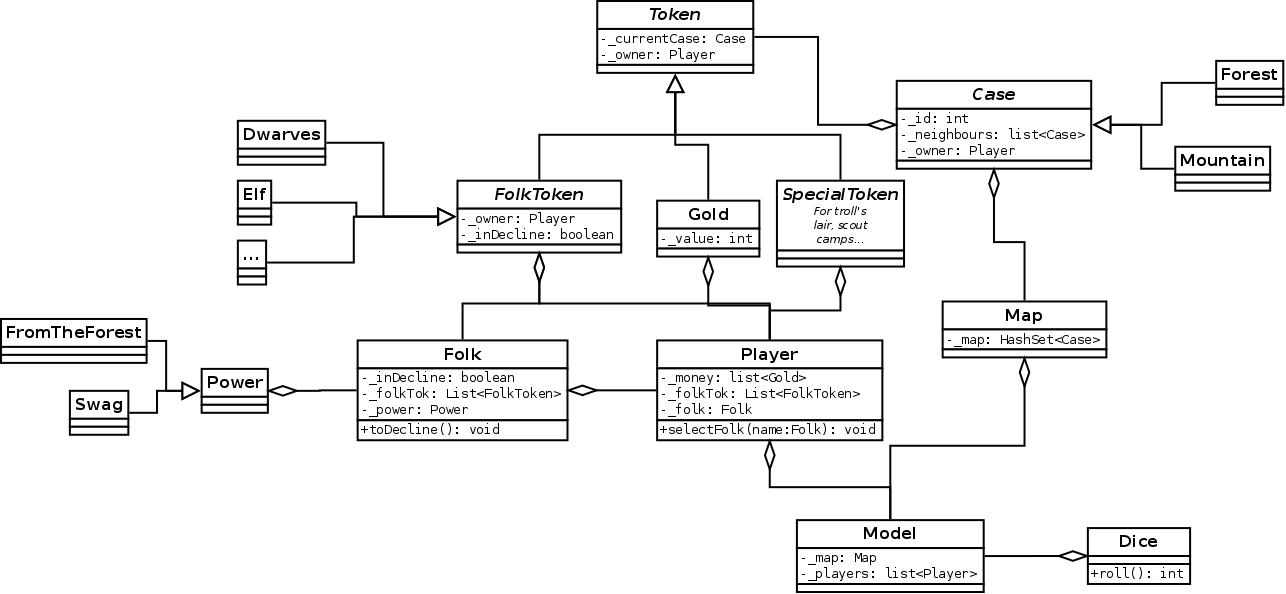 Token
-_currentCase: Case
-_owner: Player
Case
-_id: int
-_neighbours: list<Case>
-_owner: Player
Forest
Mountain
Dwarves
Elf
...
FolkToken
-_owner: Player
-_inDecline: boolean
Gold
-_value: int
SpecialToken
For troll's
lair, scout
camps...
Map
-_map: HashSet<Case>
FromTheForest
Swag
Power
Folk
-_inDecline: boolean
-_folkTok: List<FolkToken>
-_power: Power
+toDecline(): void
Player
-_money: list<Gold>
-_folkTok: List<FolkToken>
-_folk: Folk
+selectFolk(name:Folk): void
Model
-_map: Map
-_players: list<Player>
Dice
+roll(): int